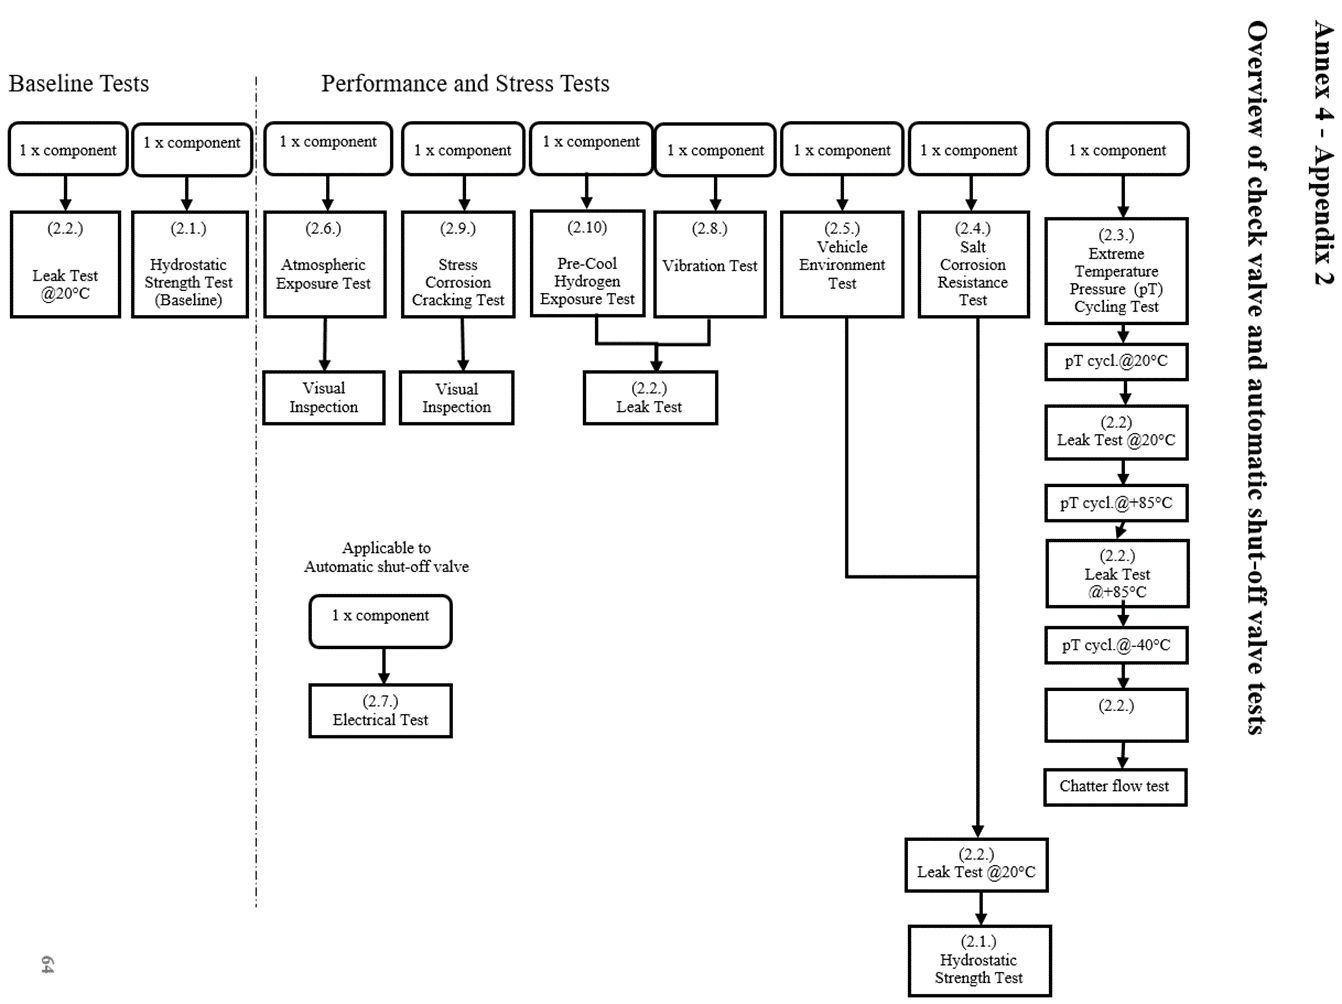 Annex 4 - Appendix 2
Overview of check valve and automatic shut-off valve tests
Baseline Tests
Performance and Stress Tests
1 x component
(2.2.)
Leak Test
@20°C
1 x component
(2.1.)
Hydrostatic
Strength Test
(Baseline)
1 x component
(2.6.)
Atmospheric
Exposure Test
Visual
Inspection
1 x component
(2.9.)
Stress
Corrosion
Cracking Test
Visual
Inspection
1 x component
(2.10)
Pre-Cool
Hydrogen
Exposure Test
1 x component
(2.8.)
Vibration Test
(2.2.)
Leak Test
1 x component
(2.5.)
Vehicle
Environment
Test
1 x component
(2.4.)
Salt
Corrosion
Resistance
Test
(2.2.)
Leak Test @20°C
(2.1.)
Hydrostatic
Strength Test
1 x component
(2.3.)
Extreme
Temperature
Pressure (pT)
Cycling Test
pT cycl.@20°C
(2.2)
Leak Test @20°C
pT cycl.@+85°C
(2.2.)
Leak Test
@+85°C
pT cycl.@-40°C
(2.2.)
Chatter flow test
Applicable to
Automatic shut-off valve
1 x component
(2.7.)
Electrical Test
64